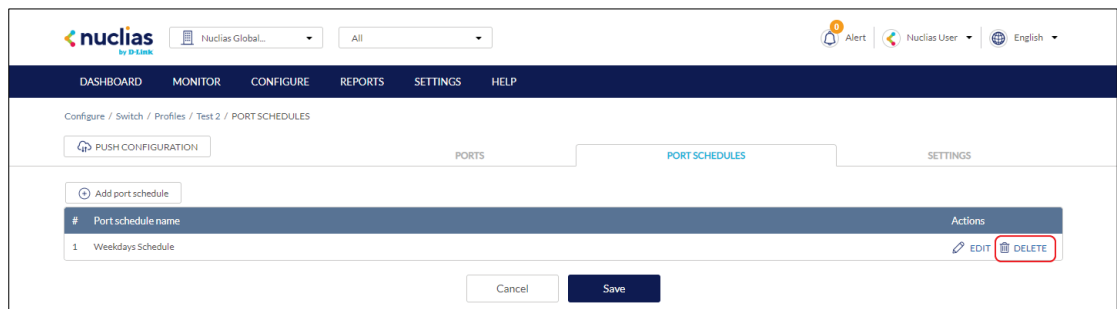 nuclias
by D-Link
Nuclias Global...
All
0
Alert
Nuclias User
English
DASHBOARD MONITOR CONFIGURE REPORTS SETTINGS HELP
Configure / Switch / Profiles / Test 2 / PORT SCHEDULES
PUSH CONFIGURATION
PORTS PORT SCHEDULES SETTINGS
Add port schedule
# Port schedule name Actions
1 Weekdays Schedule EDIT DELETE
Cancel Save